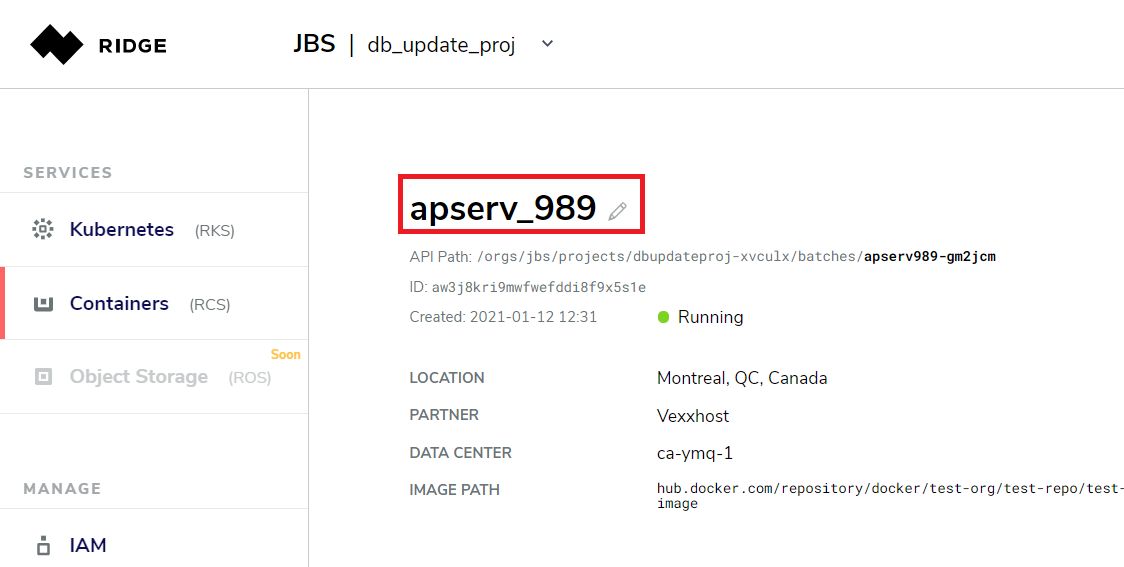 RIDGE
JBS | db_update_proj
SERVICES
Kubernetes (RKS)
Containers (RCS)
Soon
Object Storage (ROS)
MANAGE
IAM
apserv_989
API Path: /orgs/jbs/projects/dbupdateproj-xvculx/batches/apserv989-gm2jcm
ID: aw3j8kri9mwfwefddi8f9x5s1e
Created: 2021-01-12 12:31
Running
LOCATION Montreal, QC, Canada
PARTNER Vexxhost
DATA CENTER ca-ymq-1
IMAGE PATH hub.docker.com/repository/docker/test-org/test-repo/test-
image